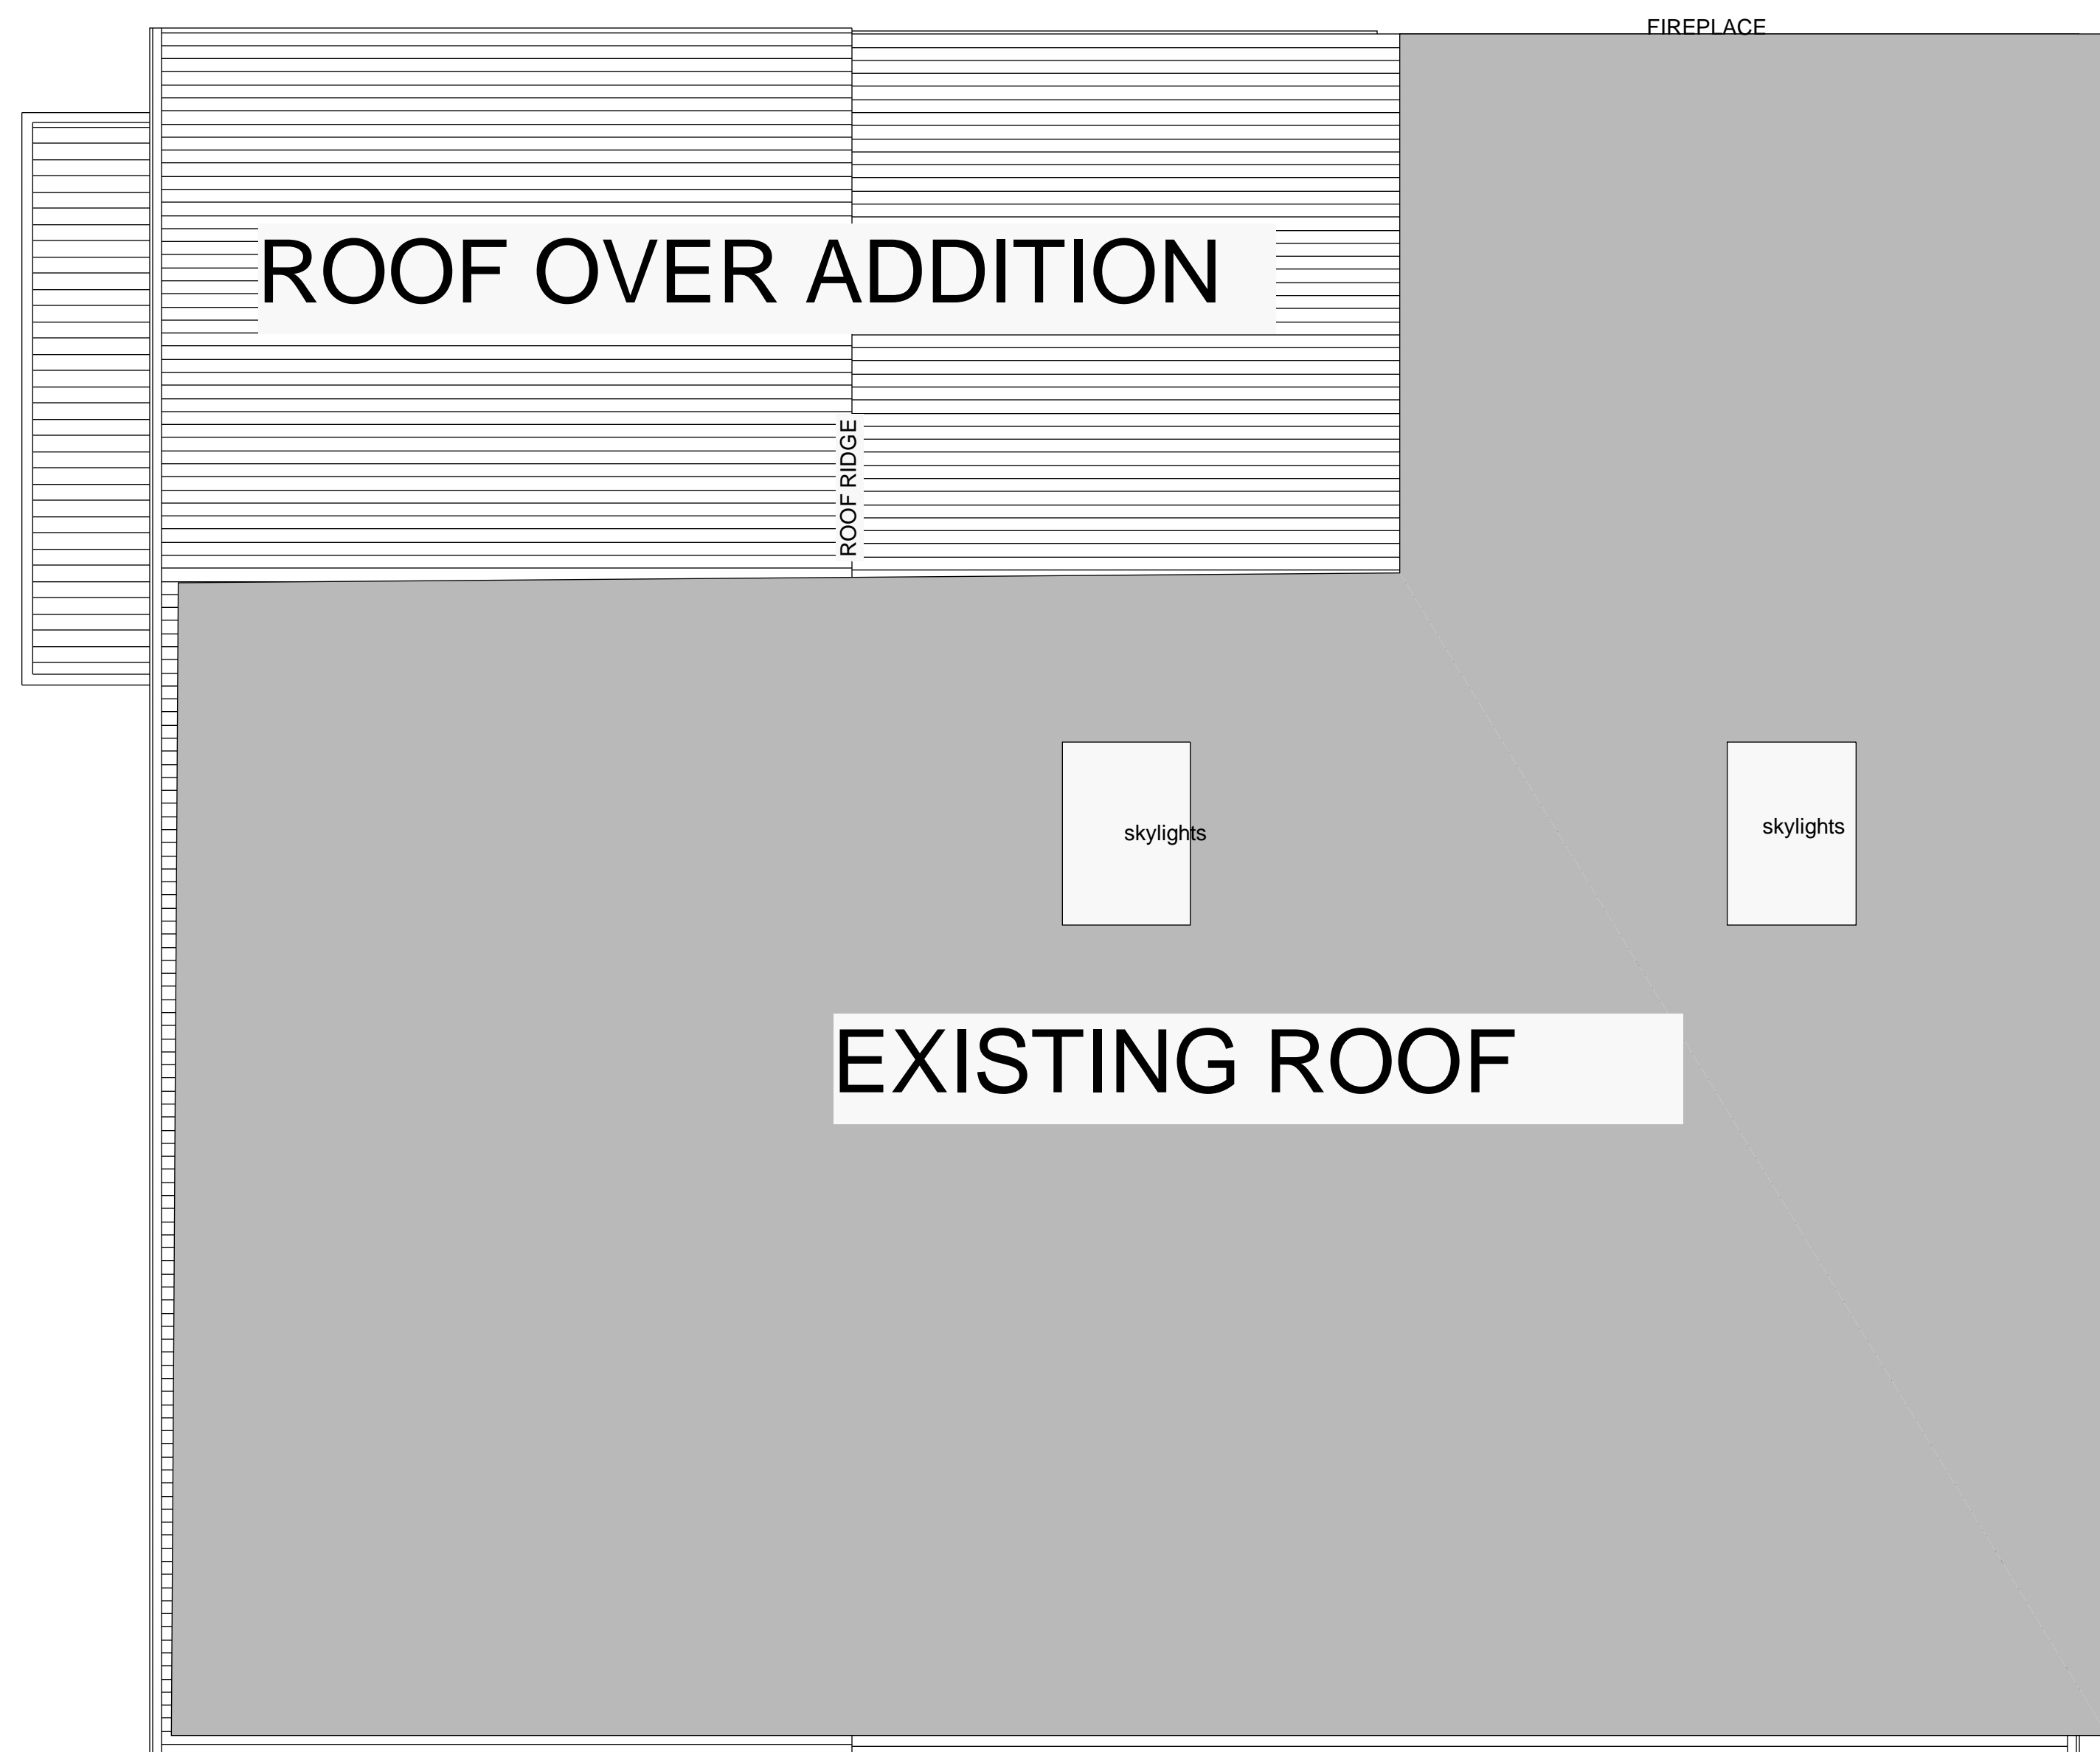 FIREPLACE
ROOF OVER ADDITION
ROOF RIDGE
skylights
skylights
EXISTING ROOF